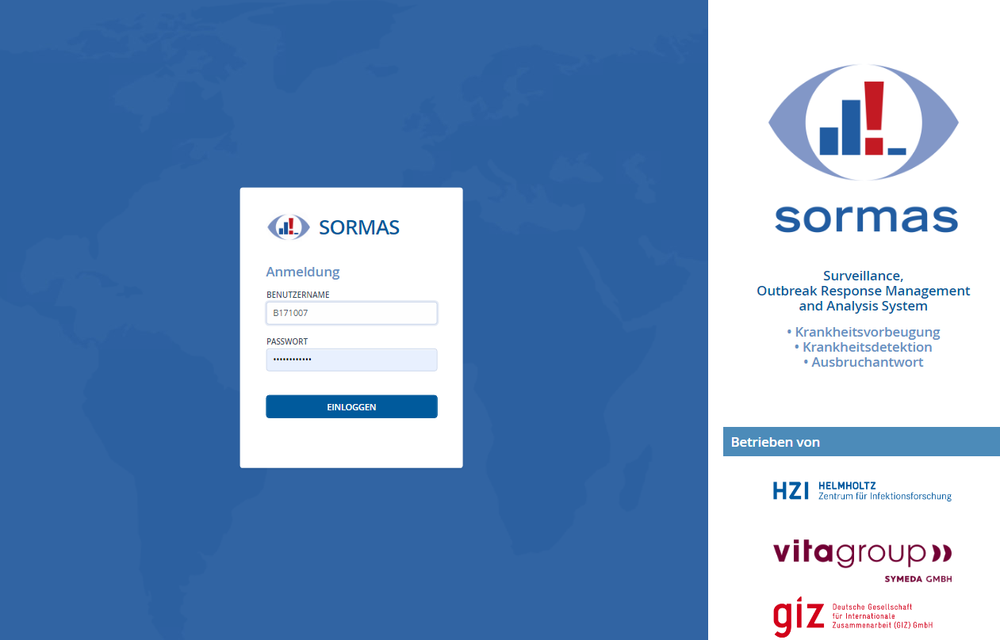 SORMAS
Anmeldung
BENUTZERNAME
B171007
PASSWORT
••••••••••••
EINLOGGEN
sormas
Surveillance,
Outbreak Response Management
and Analysis System
• Krankheitsvorbeugung
• Krankheitsdetektion
• Ausbruchantwort
Betrieben von
HZI HELMHOLTZ
Zentrum für Infektionsforschung
vitagroup
SYMEDA GMBH
giz Deutsche Gesellschaft
für Internationale
Zusammenarbeit (GIZ) GmbH